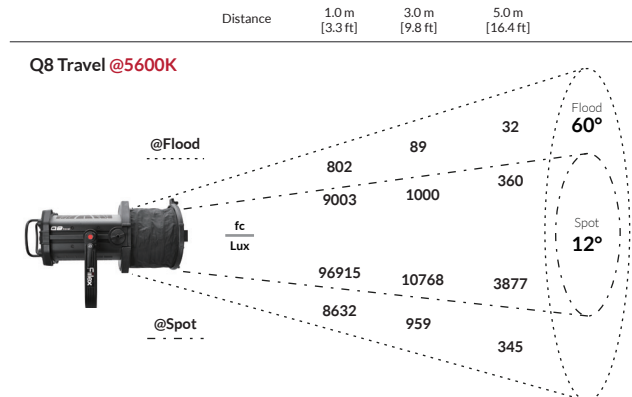 Distance 1.0 m 3.0 m 5.0 m
[3.3 ft] [9.8 ft] [16.4 ft]
Q8 Travel @5600K
Flood
60°
32
@Flood
89
802
360
9003 1000
fc
Lux
Spot
12°
Q8
Fiilex
96915 10768 3877
8632
959
@Spot
345